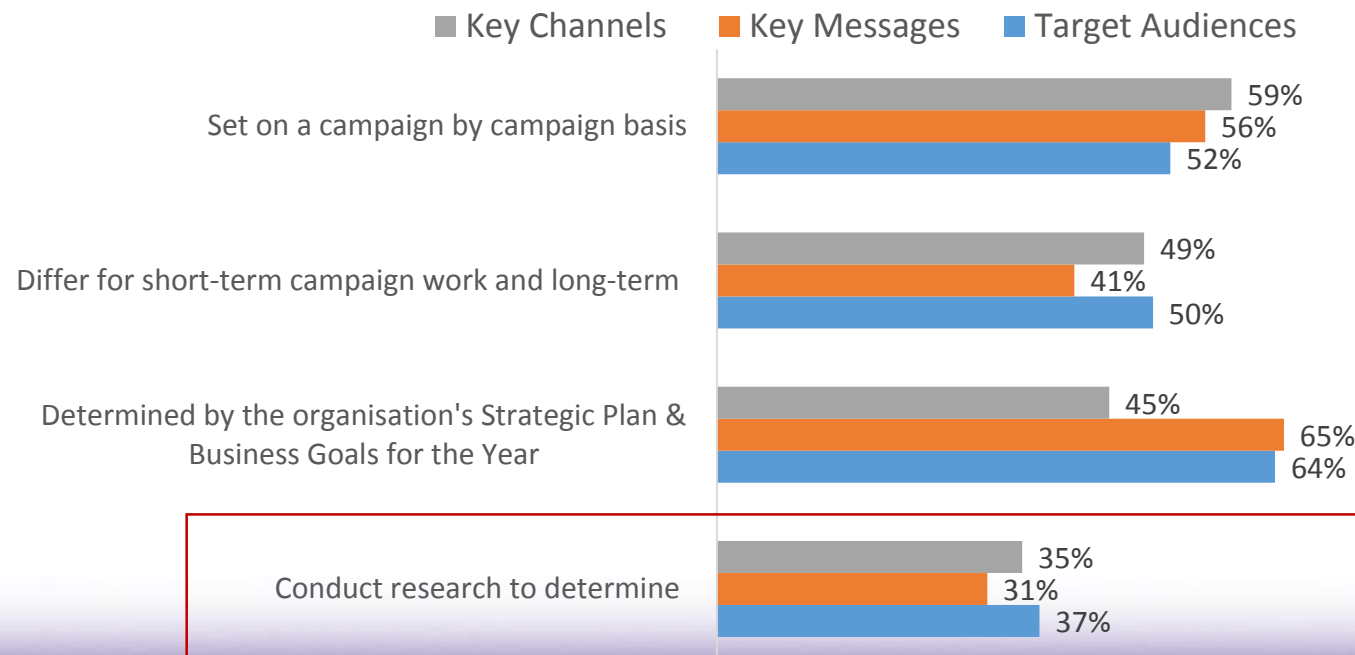 Key Channels Key Messages Target Audiences
Set on a campaign by campaign basis
59%
56%
52%
Differ for short-term campaign work and long-term
49%
41%
50%
Determined by the organisation's Strategic Plan &
Business Goals for the Year
45%
65%
64%
Conduct research to determine
35%
31%
37%